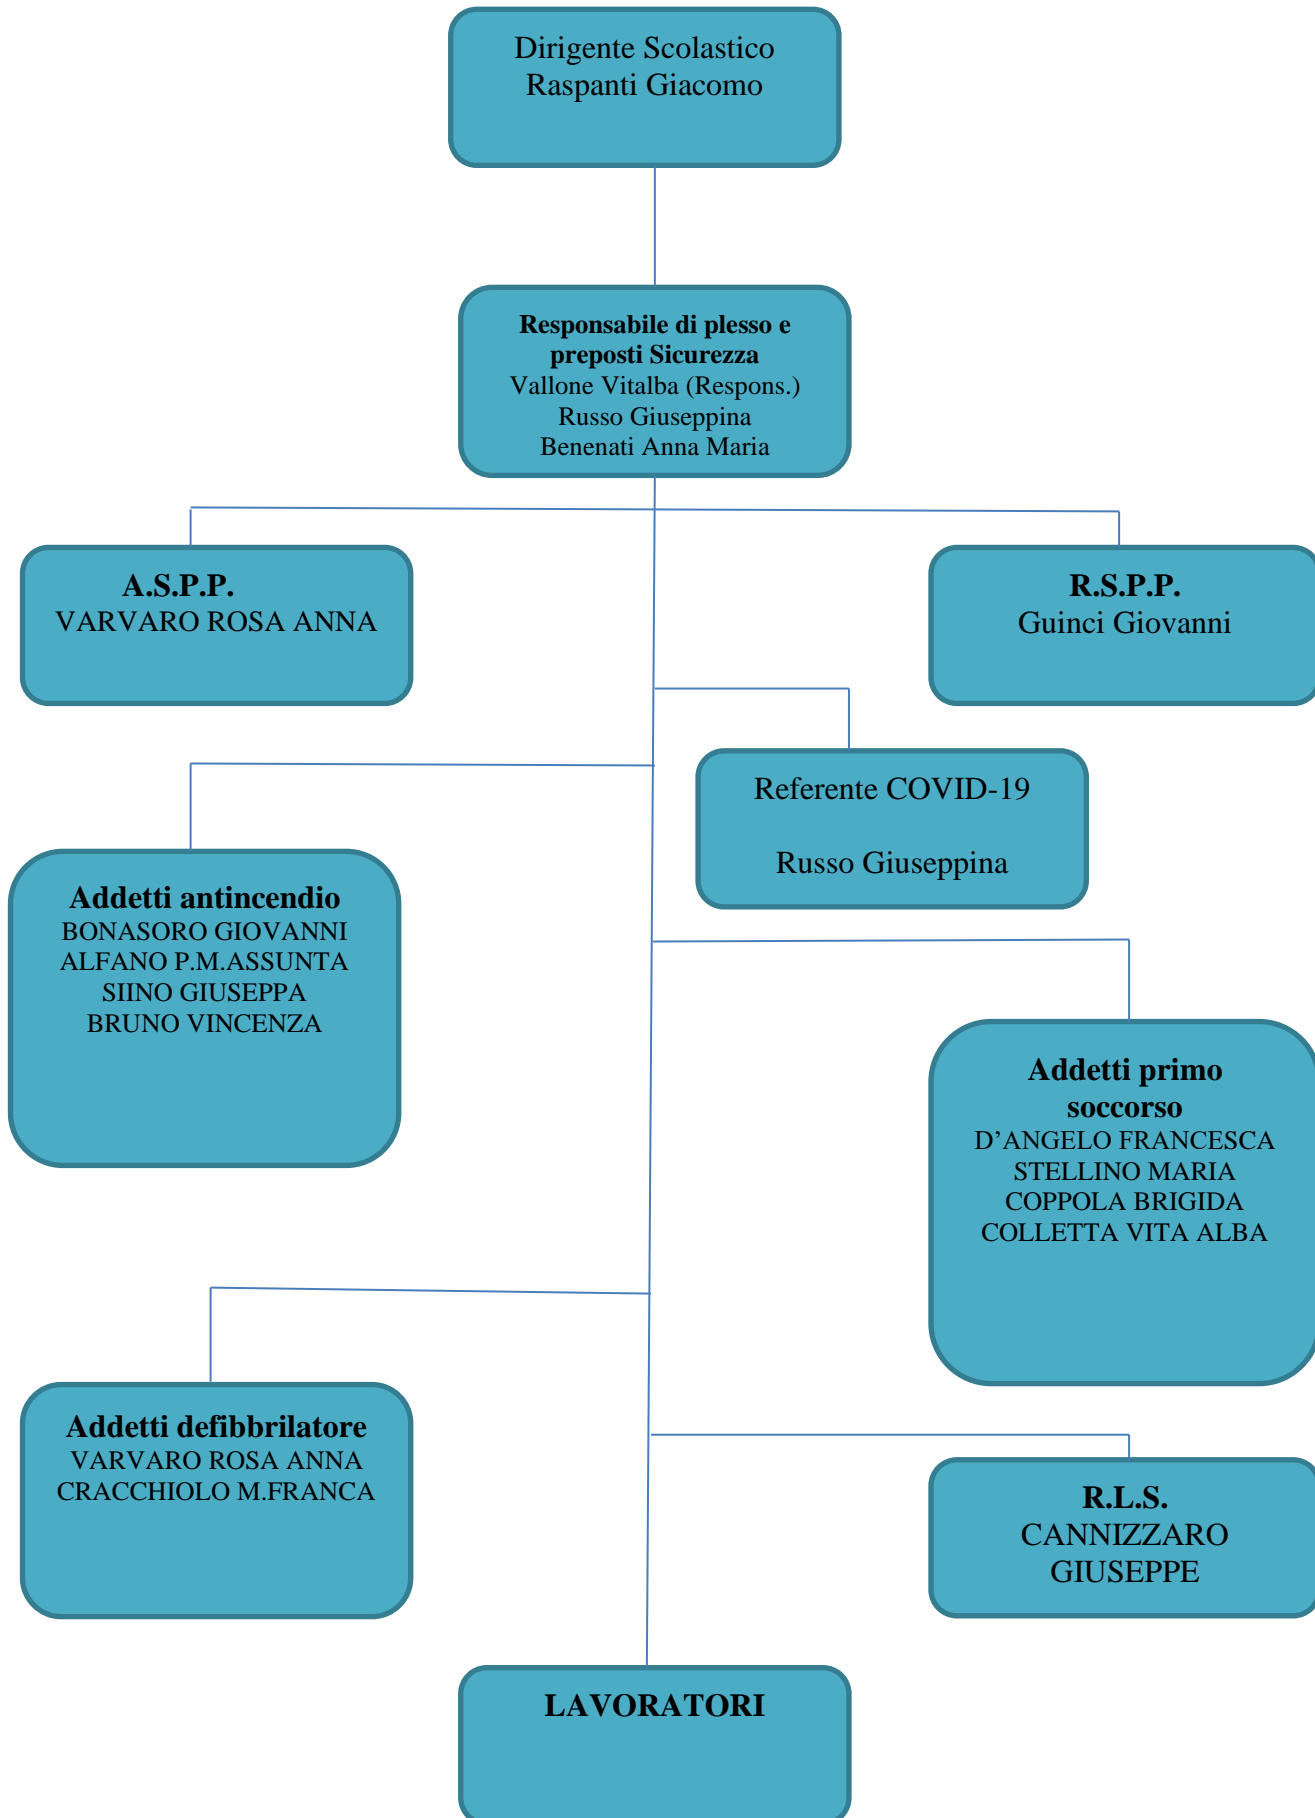 Dirigente Scolastico
Raspanti Giacomo
Responsabile di plesso e
preposti Sicurezza
Vallone Vitalba (Respons.)
Russo Giuseppina
Benenati Anna Maria
A.S.P.P.
VARVARO ROSA ANNA
R.S.P.P.
Guinci Giovanni
Referente COVID-19
Russo Giuseppina
Addetti antincendio
BONASORO GIOVANNI
ALFANO P.M.ASSUNTA
SIINO GIUSEPPA
BRUNO VINCENZA
Addetti primo
soccorso
D’ANGELO FRANCESCA
STELLINO MARIA
COPPOLA BRIGIDA
COLLETTA VITA ALBA
Addetti defibbrilatore
VARVARO ROSA ANNA
CRACCHIOLO M.FRANCA
R.L.S.
CANNIZZARO
GIUSEPPE
LAVORATORI